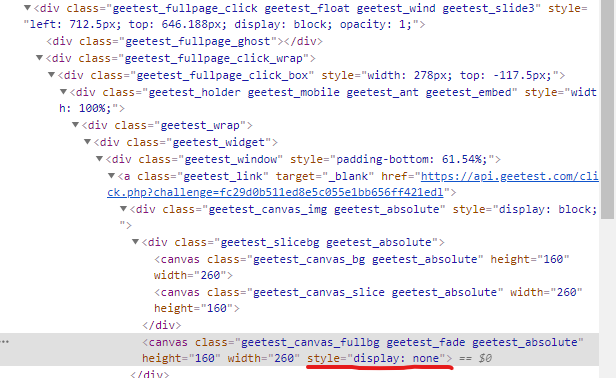 <div class="geetest_fullpage_click geetest_float geetest_wind geetest_slide3" style=
"left: 712.5px; top: 646.188px; display: block; opacity: 1;">
<div class="geetest_fullpage_ghost"></div>
<div class="geetest_fullpage_click_wrap">
<div class="geetest_fullpage_click_box" style="width: 278px; top: -117.5px;">
<div class="geetest_holder geetest_mobile geetest_ant geetest_embed" style="widt
h: 100%;">
<div class="geetest_wrap">
<div class="geetest_widget">
<div class="geetest_window" style="padding-bottom: 61.54%;">
<a class="geetest_link" target="_blank" href="https://api.geetest.com/cli
ck.php?challenge=fc29d0b511ed8e5c055e1bb656ff421edl">
<div class="geetest_canvas_img geetest_absolute" style="display: block;
">
<div class="geetest_slicebg geetest_absolute">
<canvas class="geetest_canvas_bg geetest_absolute" height="160"
width="260">
<canvas class="geetest_canvas_slice geetest_absolute" width="260"
height="160">
</div>
<canvas class="geetest_canvas_fullbg geetest_fade geetest_absolute"
height="160" width="260" style="display: none"> == $0
</div>